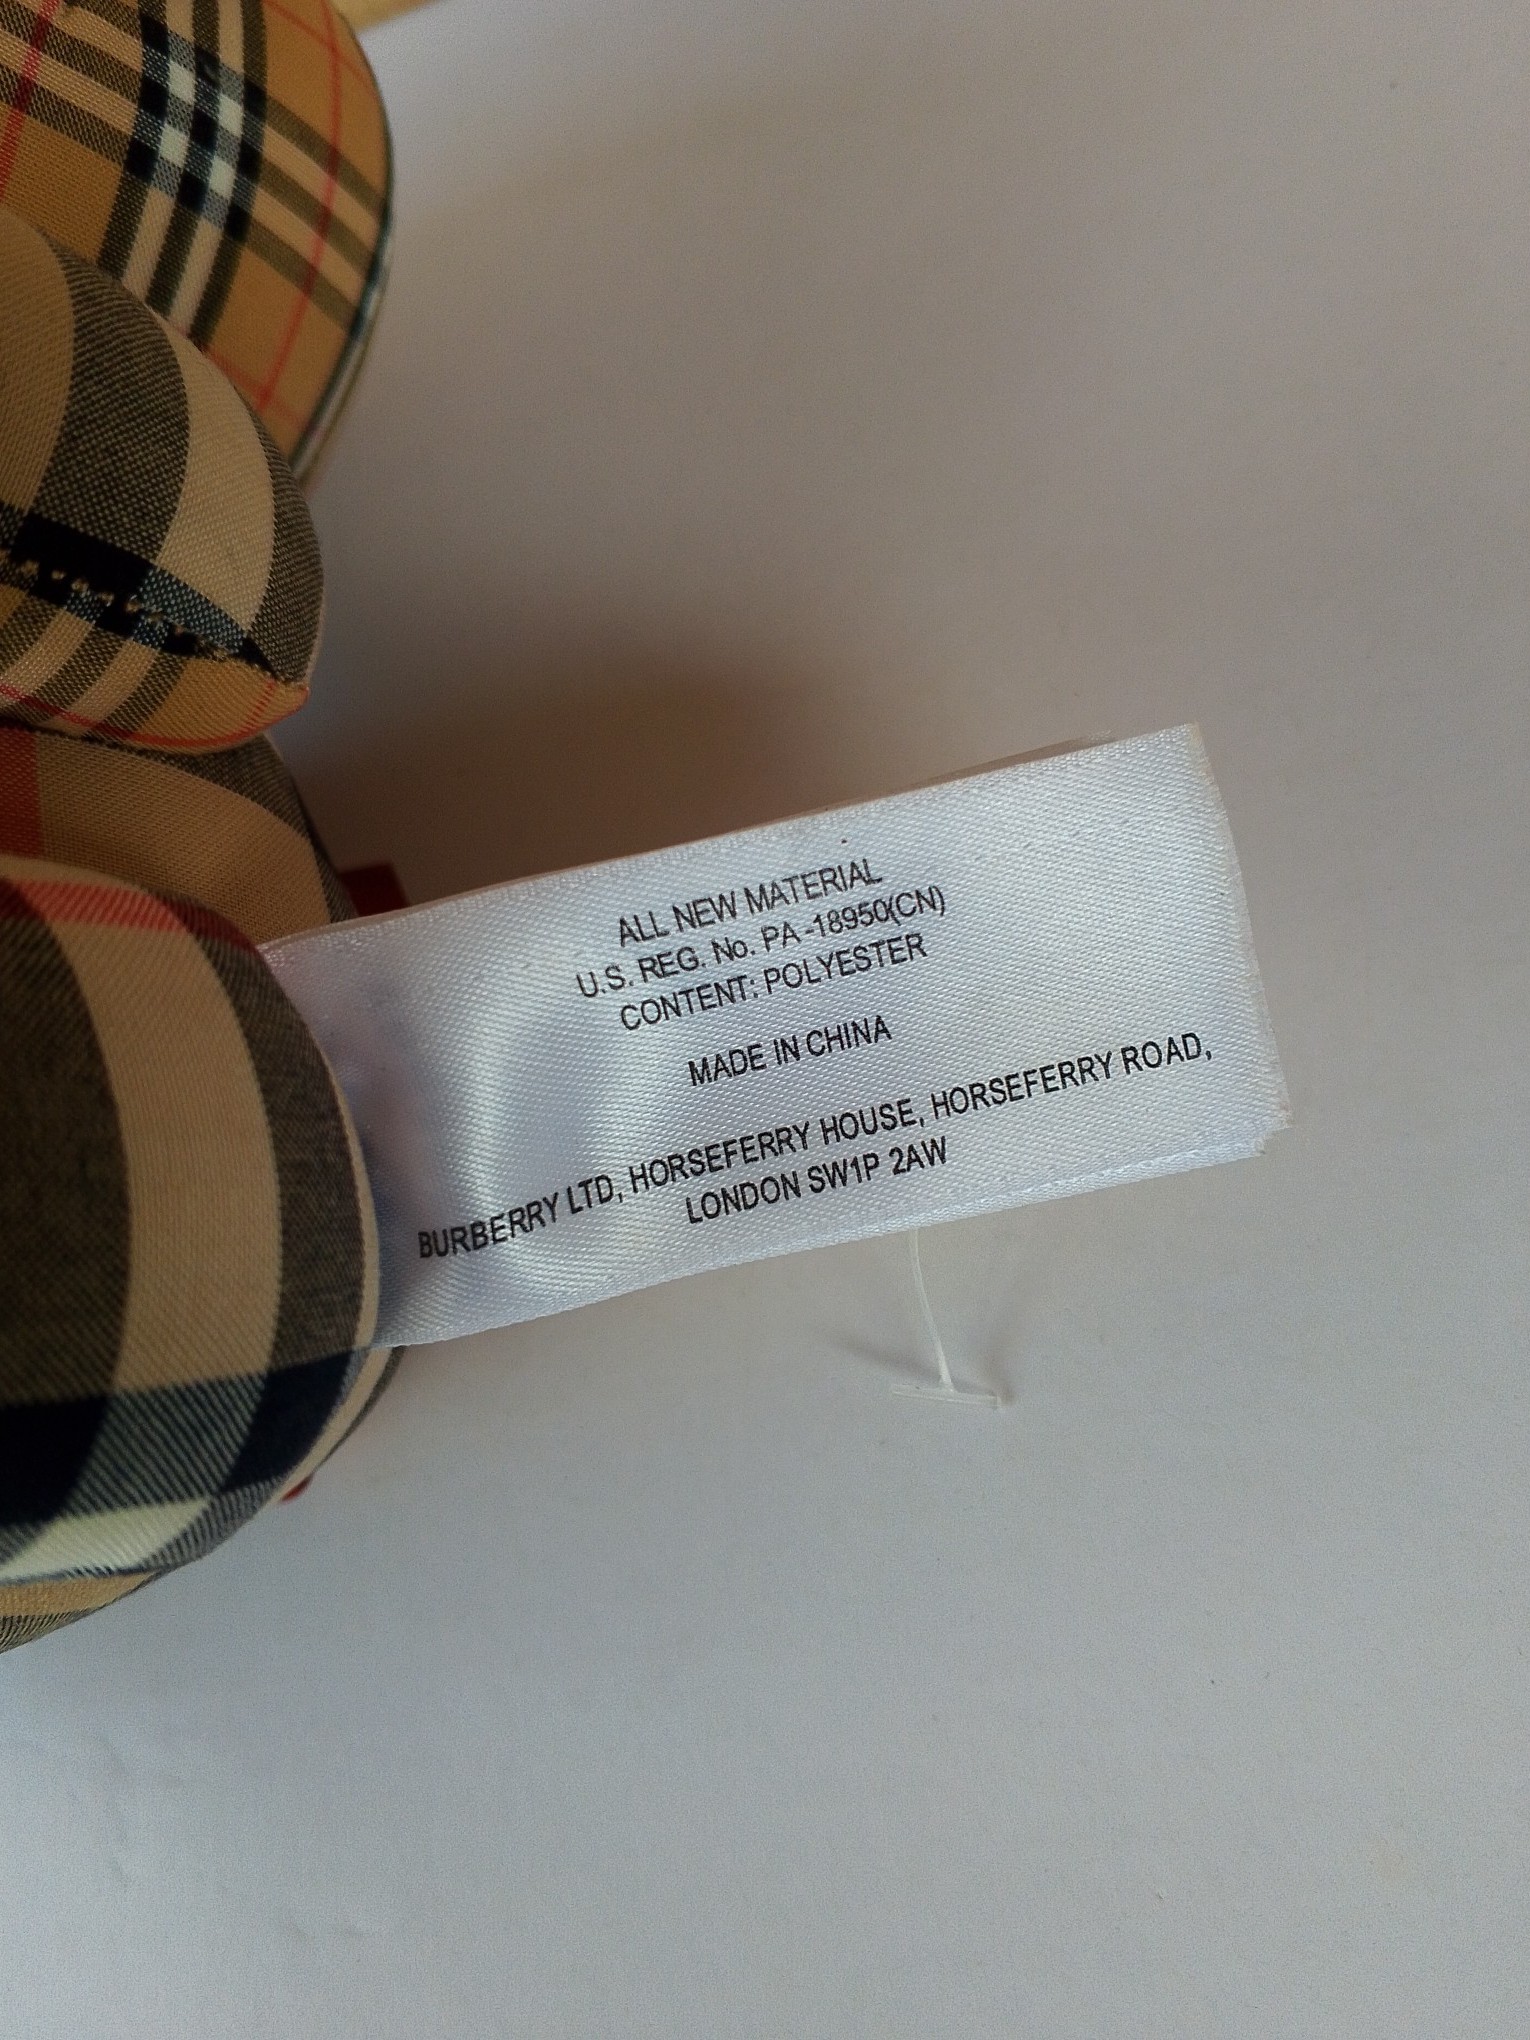 ALL NEW MATERIAL
U.S. REG. No. PA -18950(CN)
CONTENT: POLYESTER
MADE IN CHINA
BURBERRY LTD, HORSEFERRY HOUSE, HORSEFERRY ROAD,
LONDON SW1P 2AW